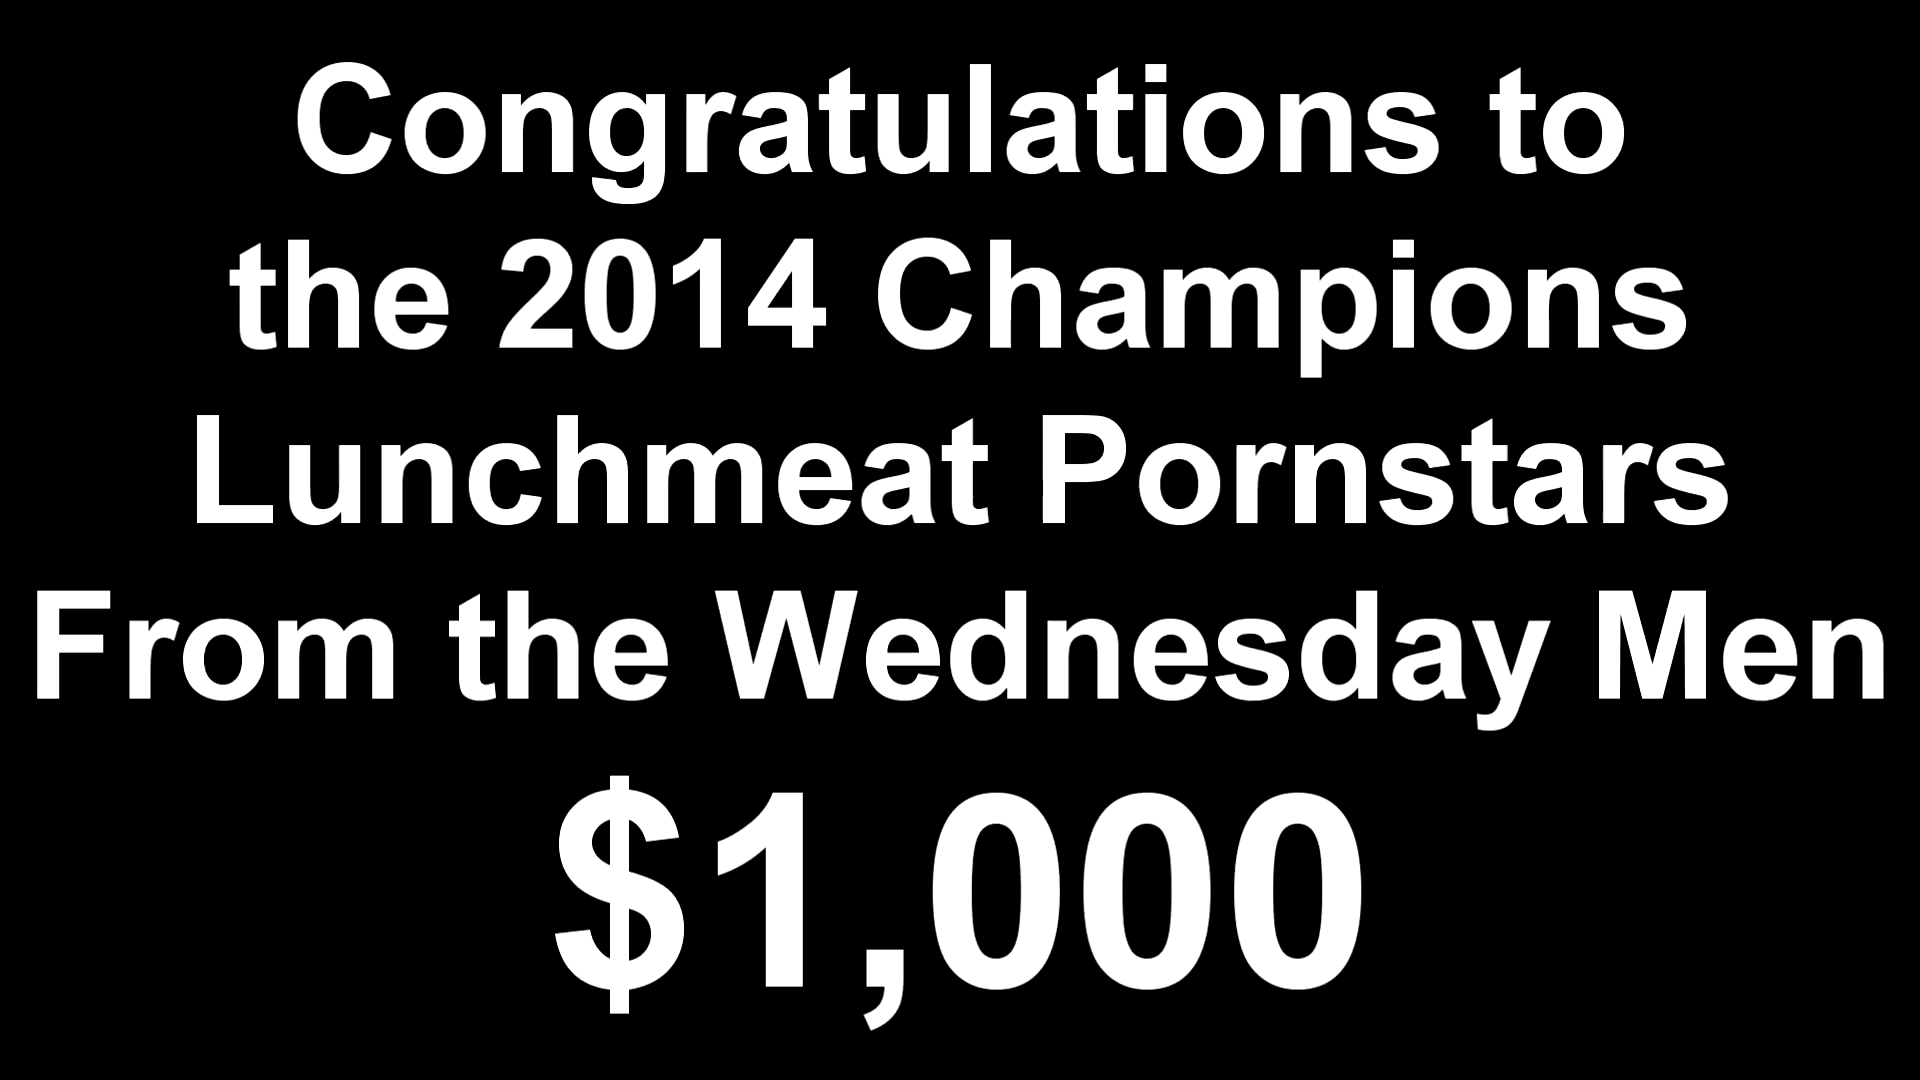 Congratulations to
the 2014 Champions
Lunchmeat Pornstars
From the Wednesday Men
$1,000